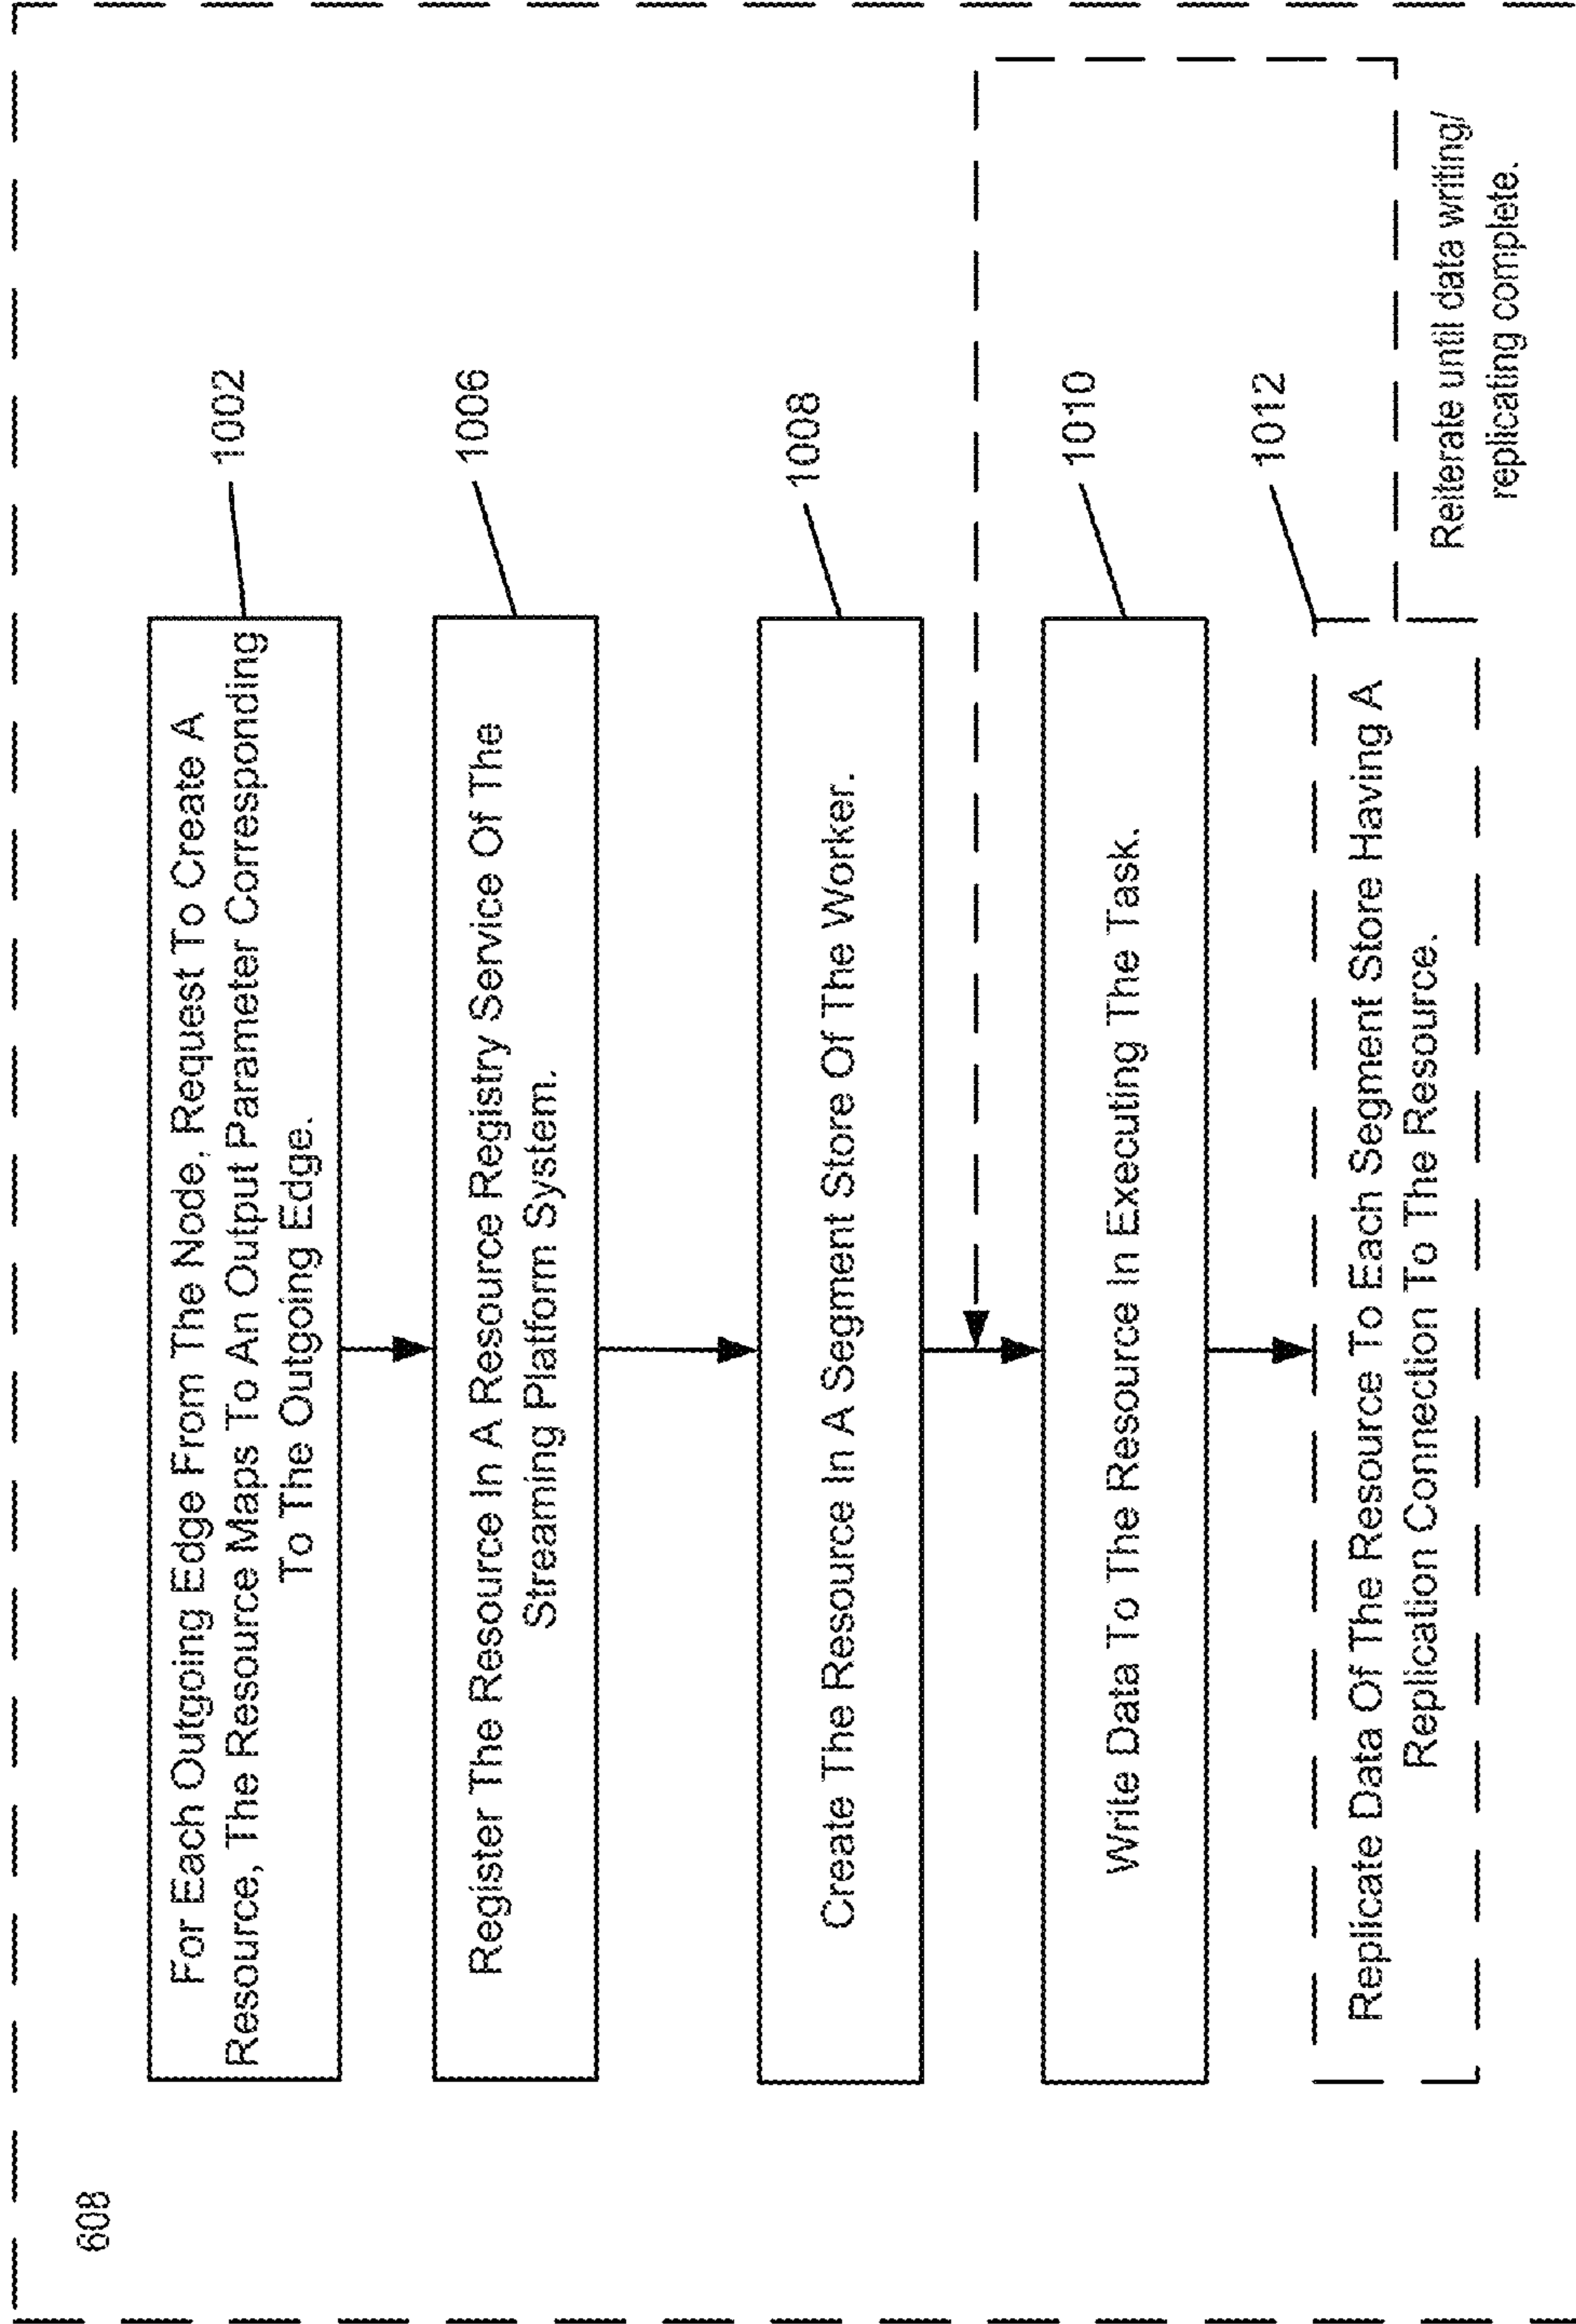 608
For Each Outgoing Edge From The Node, Request To Create A
Resource, The Resource Maps To An Output Parameter Corresponding
To The Outgoing Edge.
1002
Register The Resource In A Resource Registry Service Of The
Streaming Platform System.
1006
Create The Resource In A Segment Store Of The Worker.
1008
Write Data To The Resource In Executing The Task.
1010
Replicate Data Of The Resource To Each Segment Store Having A
Replication Connection To The Resource.
1012
Reiterate until data writing/
replicating complete.